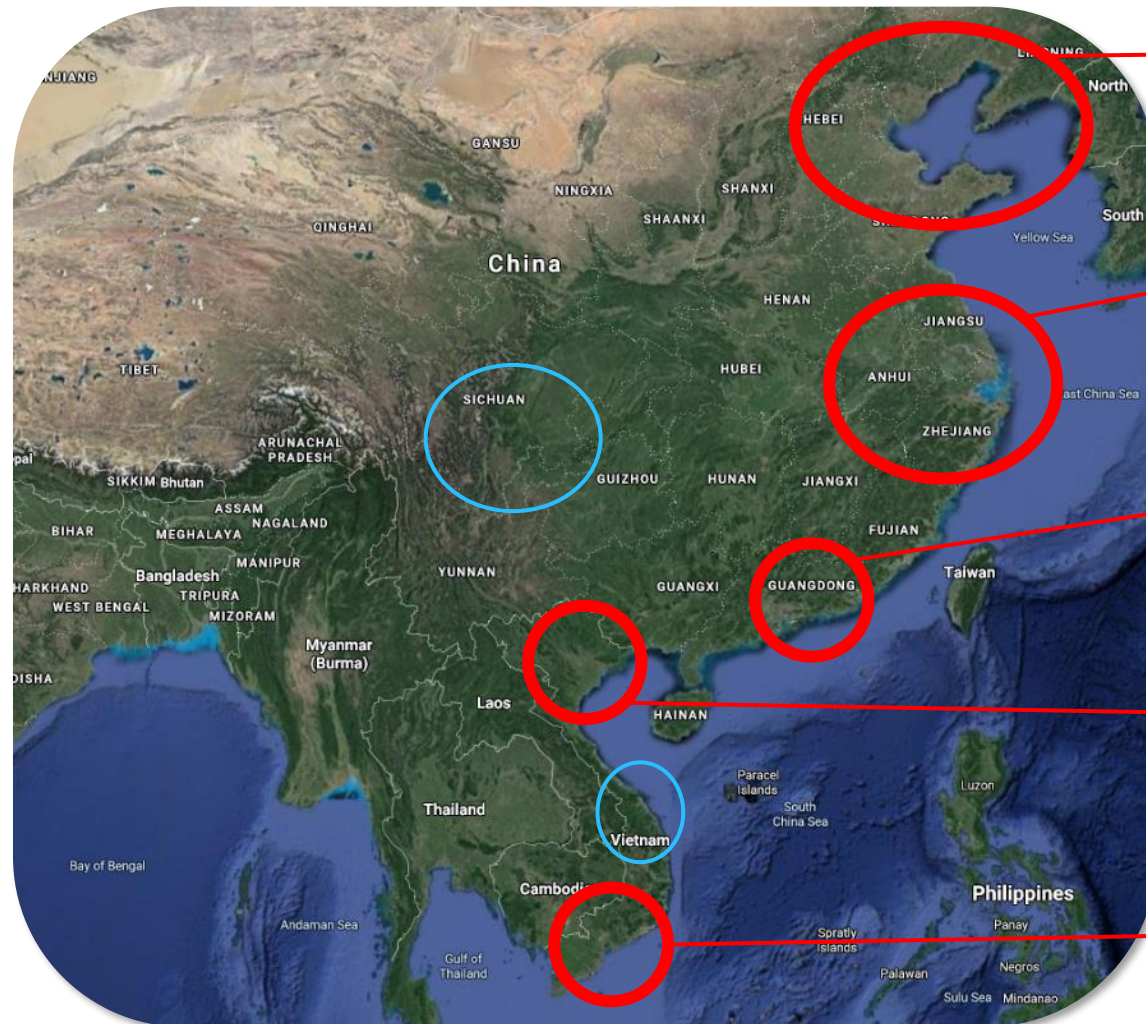 NJIANG
LIAONING
North
HEBEI
GANSU
NINGXIA
SHANXI
SHAANXI
QINGHAI
SHANDONG
South
Yellow Sea
China
HENAN
JIANGSU
TIBET
HUBEI
ANHUI
SICHUAN
ast China Sea
ZHEJIANG
ARUNACHAL
PRADESH
pal
SIKKIM
Bhutan
GUIZHOU
HUNAN
JIANGXI
ASSAM
NAGALAND
BIHAR
MEGHALAYA
FUJIAN
MANIPUR
Bangladesh
YUNNAN
Taiwan
HARKHAND
TRIPURA
GUANGXI
GUANGDONG
WEST BENGAL
MIZORAM
Myanmar
(Burma)
DISHA
Laos
HAINAN
Paracel
Islands
Luzon
Thailand
South
China Sea
Vietnam
Bay of Bengal
Cambodia
Philippines
Andaman Sea
Panay
Spratly
Islands
Gulf of
Thailand
Palawan
Negros
Sulu Sea
Mindanao